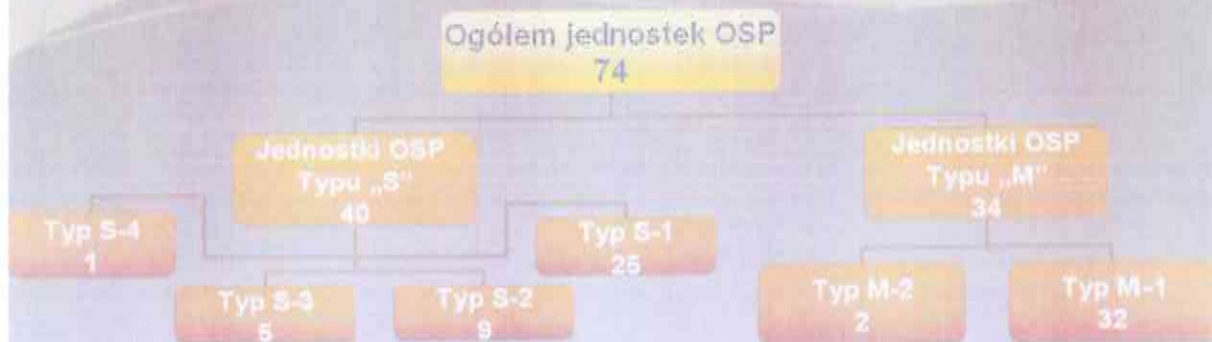 Ogółem jednostek OSP
74
Jednostki OSP
Typu „S”
40
Jednostki OSP
Typu „M”
34
Typ S-4
1
Typ S-3
5
Typ S-2
9
Typ S-1
25
Typ M-2
2
Typ M-1
32